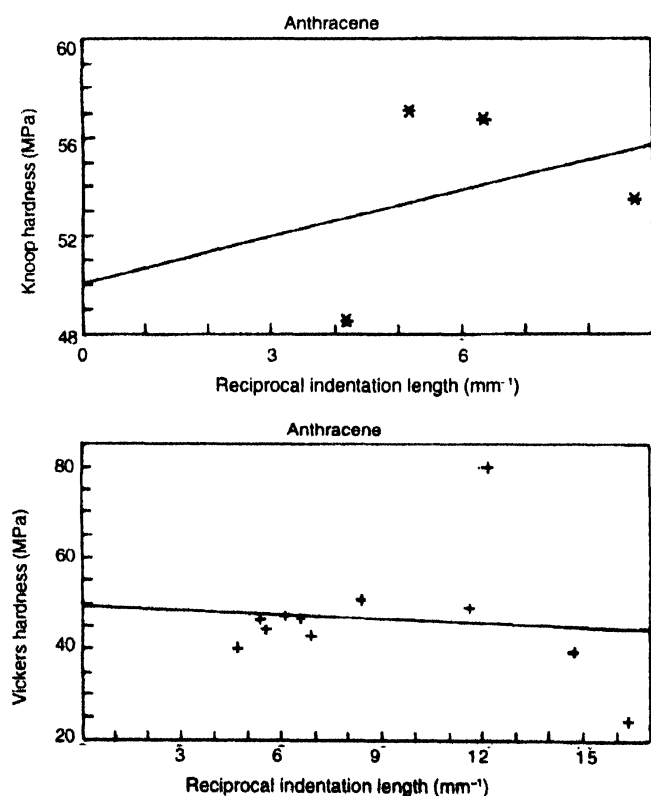 Anthracene
60
56
52
48
Knoop hardness (MPa)
0
3
6
Reciprocal indentation length (mm⁻¹)
Anthracene
80
60
40
20
Vickers hardness (MPa)
3
6
9
12
15
Reciprocal indentation length (mm⁻¹)